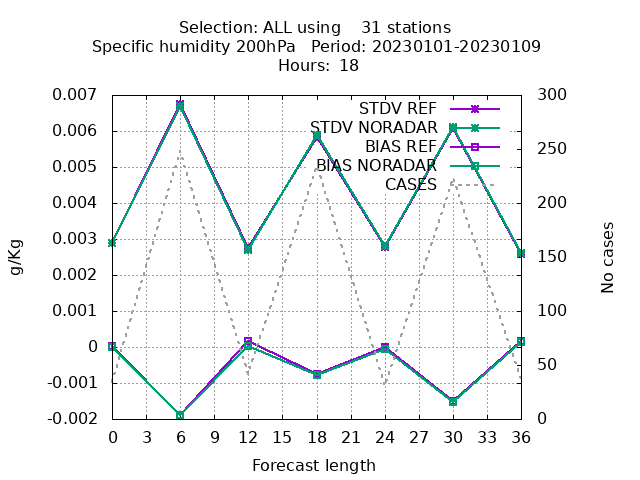 Selection: ALL using    31 stations
Specific humidity 200hPa   Period: 20230101-20230109
Hours:  18
STDV REF
STDV NORADAR
BIAS REF
BIAS NORADAR
CASES
0.007
0.006
0.005
0.004
0.003
0.002
0.001
0
-0.001
-0.002
g/Kg
300
250
200
150
100
50
0
No cases
0 3 6 9 12 15 18 21 24 27 30 33 36
Forecast length